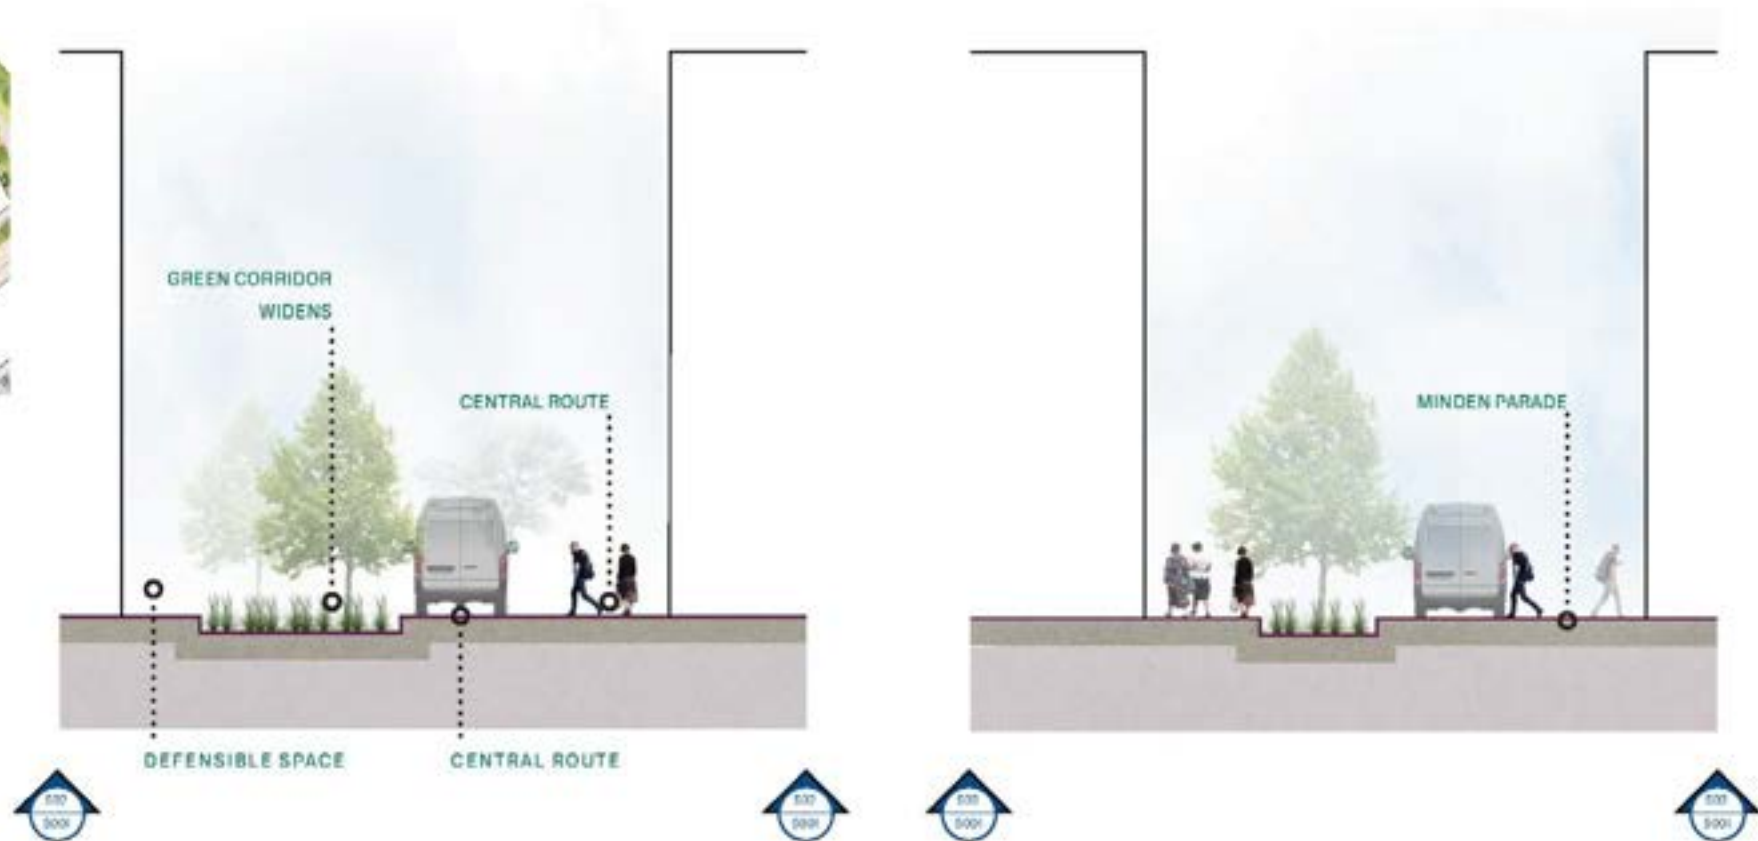 GREEN CORRIDOR
WIDENS
CENTRAL ROUTE
DEFENSIBLE SPACE
CENTRAL ROUTE
MINDEN PARADE